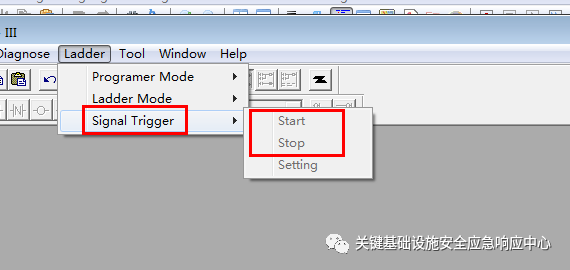 III
Diagnose Ladder Tool Window Help
Programer Mode
Ladder Mode
Signal Trigger
Start
Stop
Setting
关键基础设施安全应急响应中心